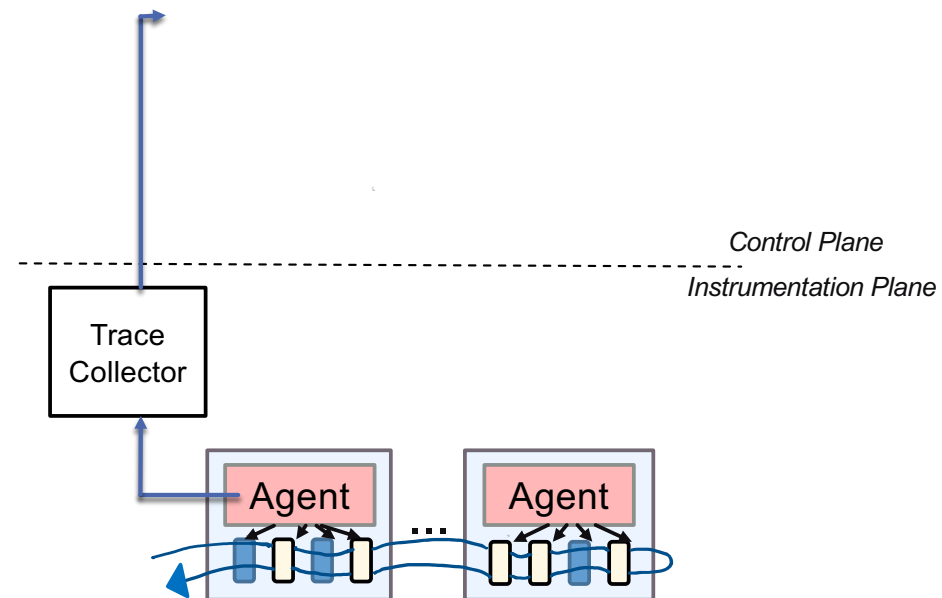 Control Plane
Instrumentation Plane
Trace
Collector
Agent
...
Agent